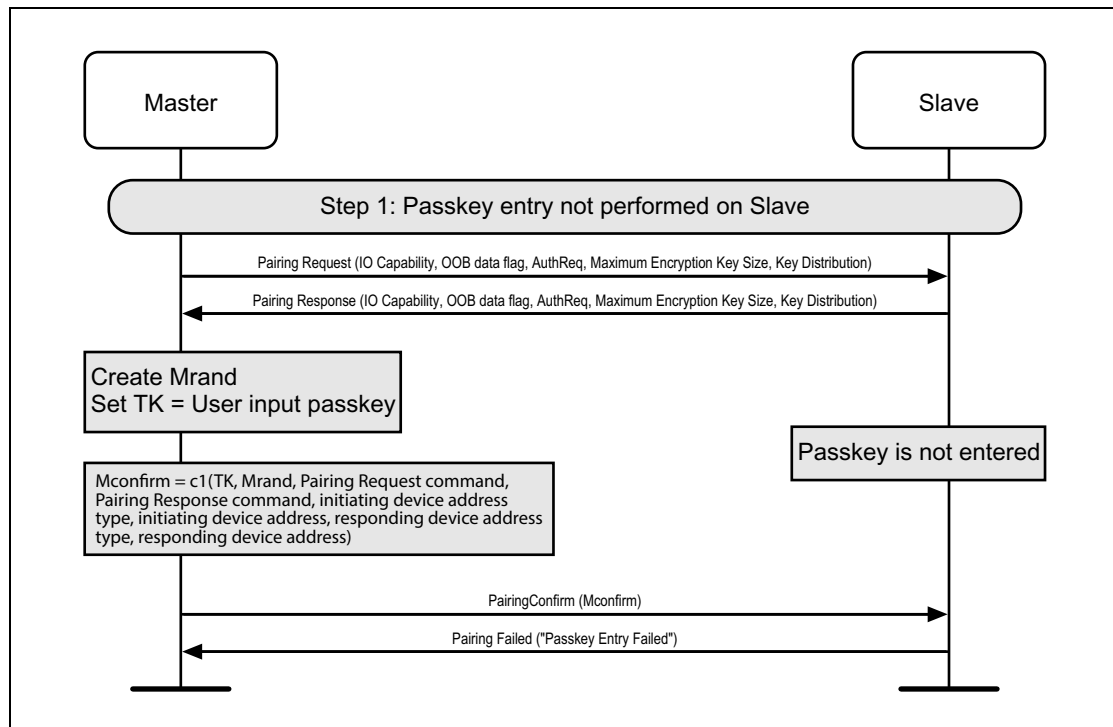 Master
Slave
Step 1: Passkey entry not performed on Slave
Pairing Request (IO Capability, OOB data flag, AuthReq, Maximum Encryption Key Size, Key Distribution)
Pairing Response (IO Capability, OOB data flag, AuthReq, Maximum Encryption Key Size, Key Distribution)
Create Mrand
Set TK = User input passkey
Passkey is not entered
Mconfirm = c1(TK, Mrand, Pairing Request command,
Pairing Response command, initiating device address
type, initiating device address, responding device address
type, responding device address)
PairingConfirm (Mconfirm)
Pairing Failed ("Passkey Entry Failed")